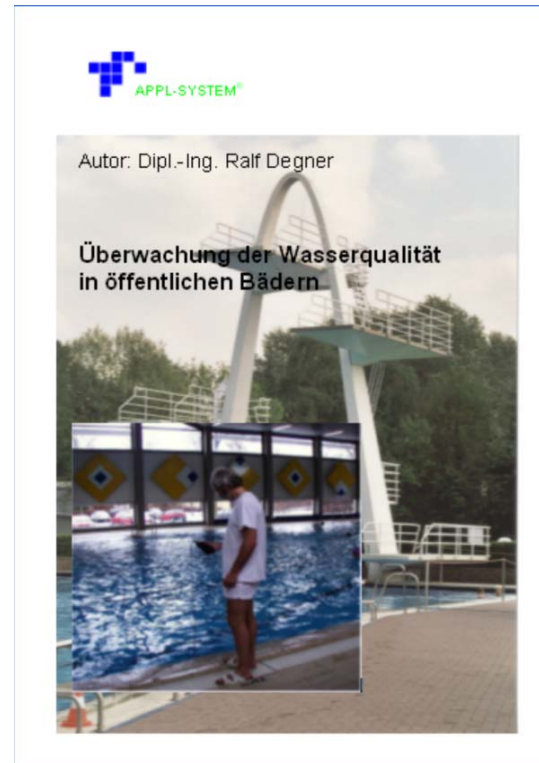 APPL-SYSTEM®
Autor: Dipl.-Ing. Ralf Degner
Überwachung der Wasserqualität
in öffentlichen Bädern